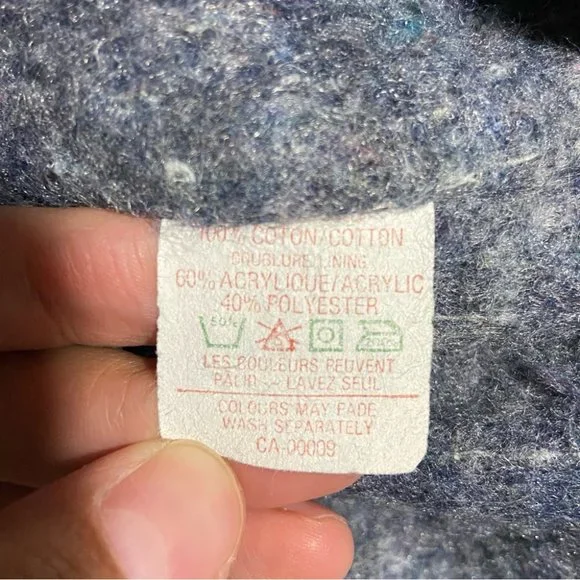 100% COTON/COTTON
DOUBLURE LINING
60% ACRYLIQUE/ACRYLIC
40% POLYESTER
50°C
LES COULEURS PEUVENT
LAVEZ SEUL
COLOURS MAY FADE
WASH SEPARATELY
CA-00009